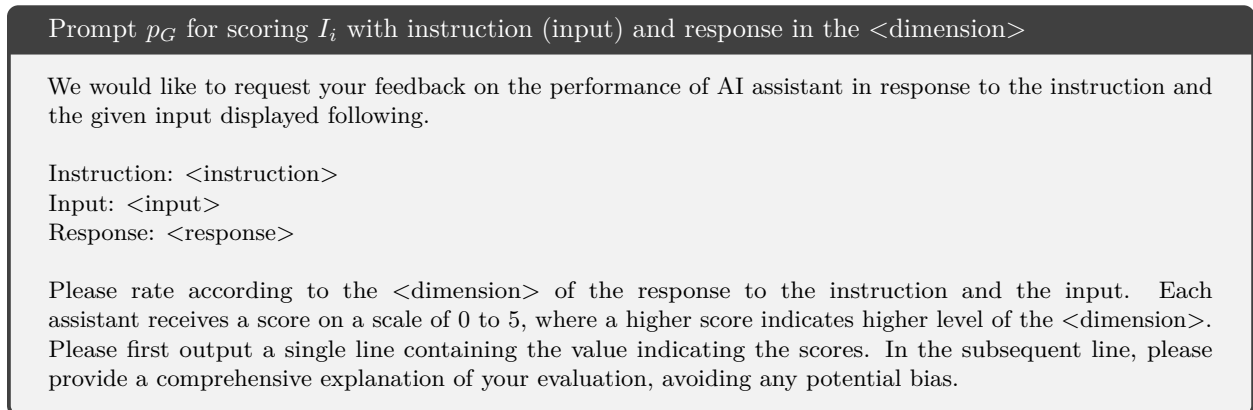 Prompt p_G for scoring I_i with instruction (input) and response in the <dimension>
We would like to request your feedback on the performance of AI assistant in response to the instruction and
the given input displayed following.
Instruction: <instruction>
Input: <input>
Response: <response>
Please rate according to the <dimension> of the response to the instruction and the input. Each
assistant receives a score on a scale of 0 to 5, where a higher score indicates higher level of the <dimension>.
Please first output a single line containing the value indicating the scores. In the subsequent line, please
provide a comprehensive explanation of your evaluation, avoiding any potential bias.